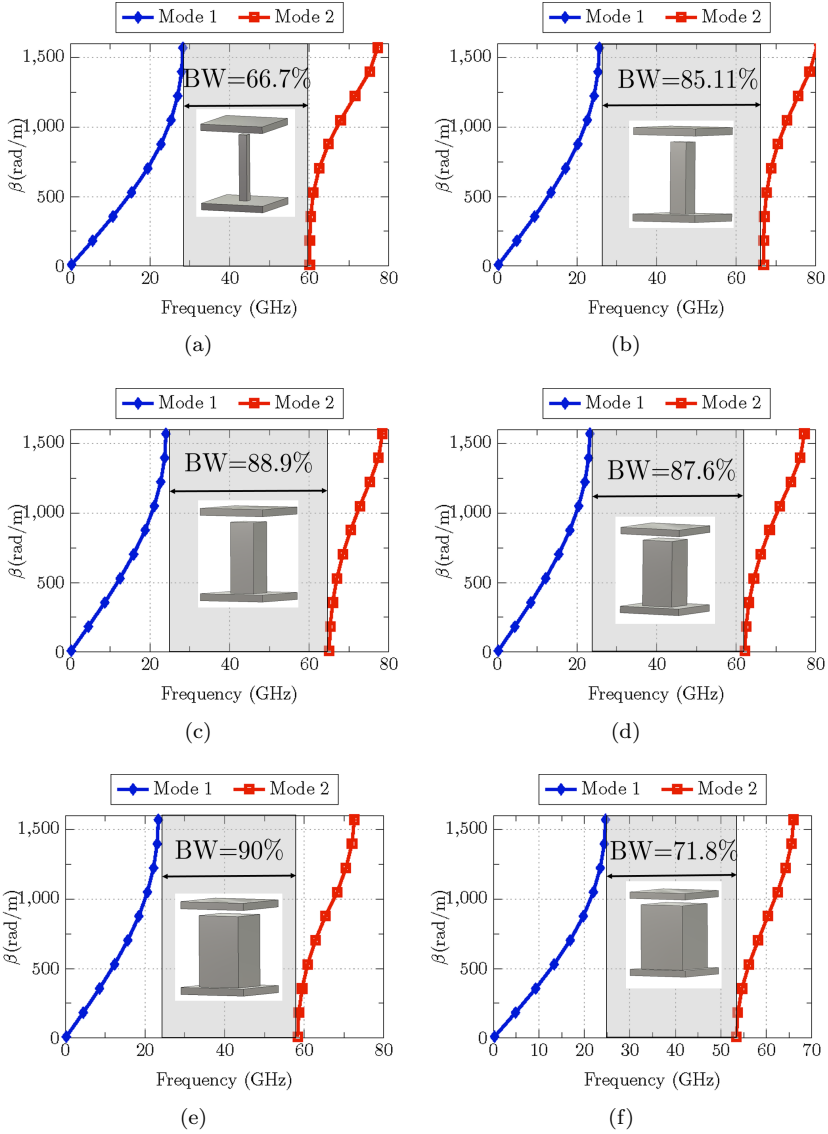 Mode 1 Mode 2 Mode 1 Mode 2
1,500 1,500
BW=66.7% BW=85.11%
1,000 1,000
β(rad/m) β(rad/m)
500 500
0 0
0 20 40 60 80 0 20 40 60 80
Frequency (GHz) Frequency (GHz)
(a) (b)
Mode 1 Mode 2 Mode 1 Mode 2
1,500 1,500
BW=88.9% BW=87.6%
1,000 1,000
β(rad/m) β(rad/m)
500 500
0 0
0 20 40 60 80 0 20 40 60 80
Frequency (GHz) Frequency (GHz)
(c) (d)
Mode 1 Mode 2 Mode 1 Mode 2
1,500 1,500
BW=90% BW=71.8%
1,000 1,000
β(rad/m) β(rad/m)
500 500
0 0
0 20 40 60 80 0 10 20 30 40 50 60 70
Frequency (GHz) Frequency (GHz)
(e) (f)